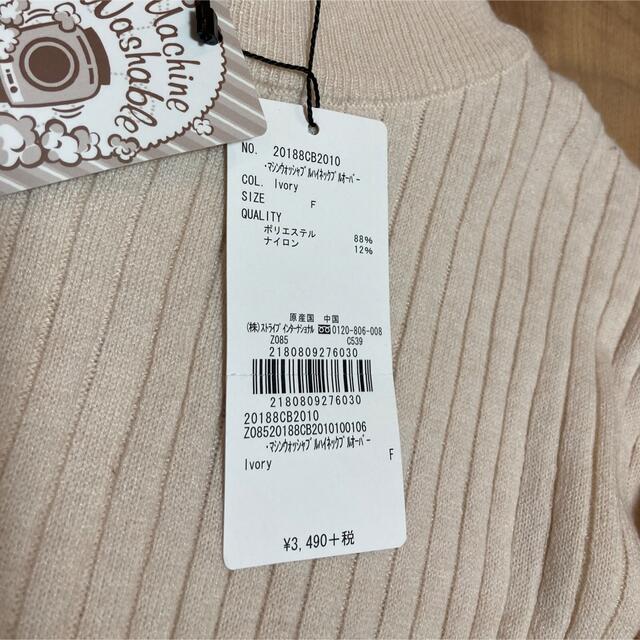 Machine
Washable
NO. 20188CB2010
・マシンウォッシャブルハイネックプルオーバー
COL. Ivory
SIZE F
QUALITY
ポリエステル 88%
ナイロン 12%
原産国 中国
(株)ストライプ インターナショナル 0120-806-008
Z085 C539
2180809276030
2180809276030
20188CB2010
Z08520188CB2010100106
・マシンウォッシャブルハイネックプルオーバー
Ivory F
¥3,490+税